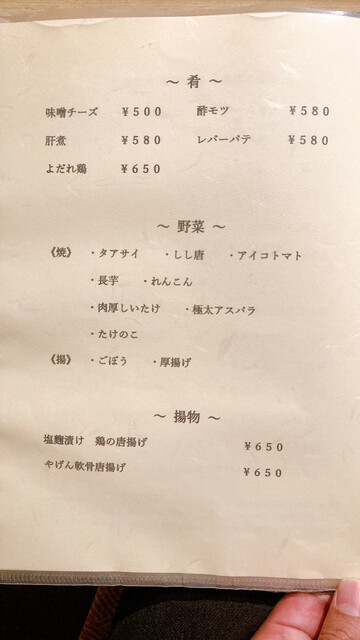 ～ 肴 ～
味噌チーズ ￥５００ 酢モツ ￥５８０
肝煮 ￥５８０ レバーパテ ￥５８０
よだれ鶏 ￥６５０
～ 野菜 ～
《焼》 ・タアサイ ・しし唐 ・アイコトマト
・長芋 ・れんこん
・肉厚しいたけ ・極太アスパラ
・たけのこ
《揚》 ・ごぼう ・厚揚げ
～ 揚物 ～
塩麹漬け 鶏の唐揚げ ￥６５０
やげん軟骨唐揚げ ￥６５０